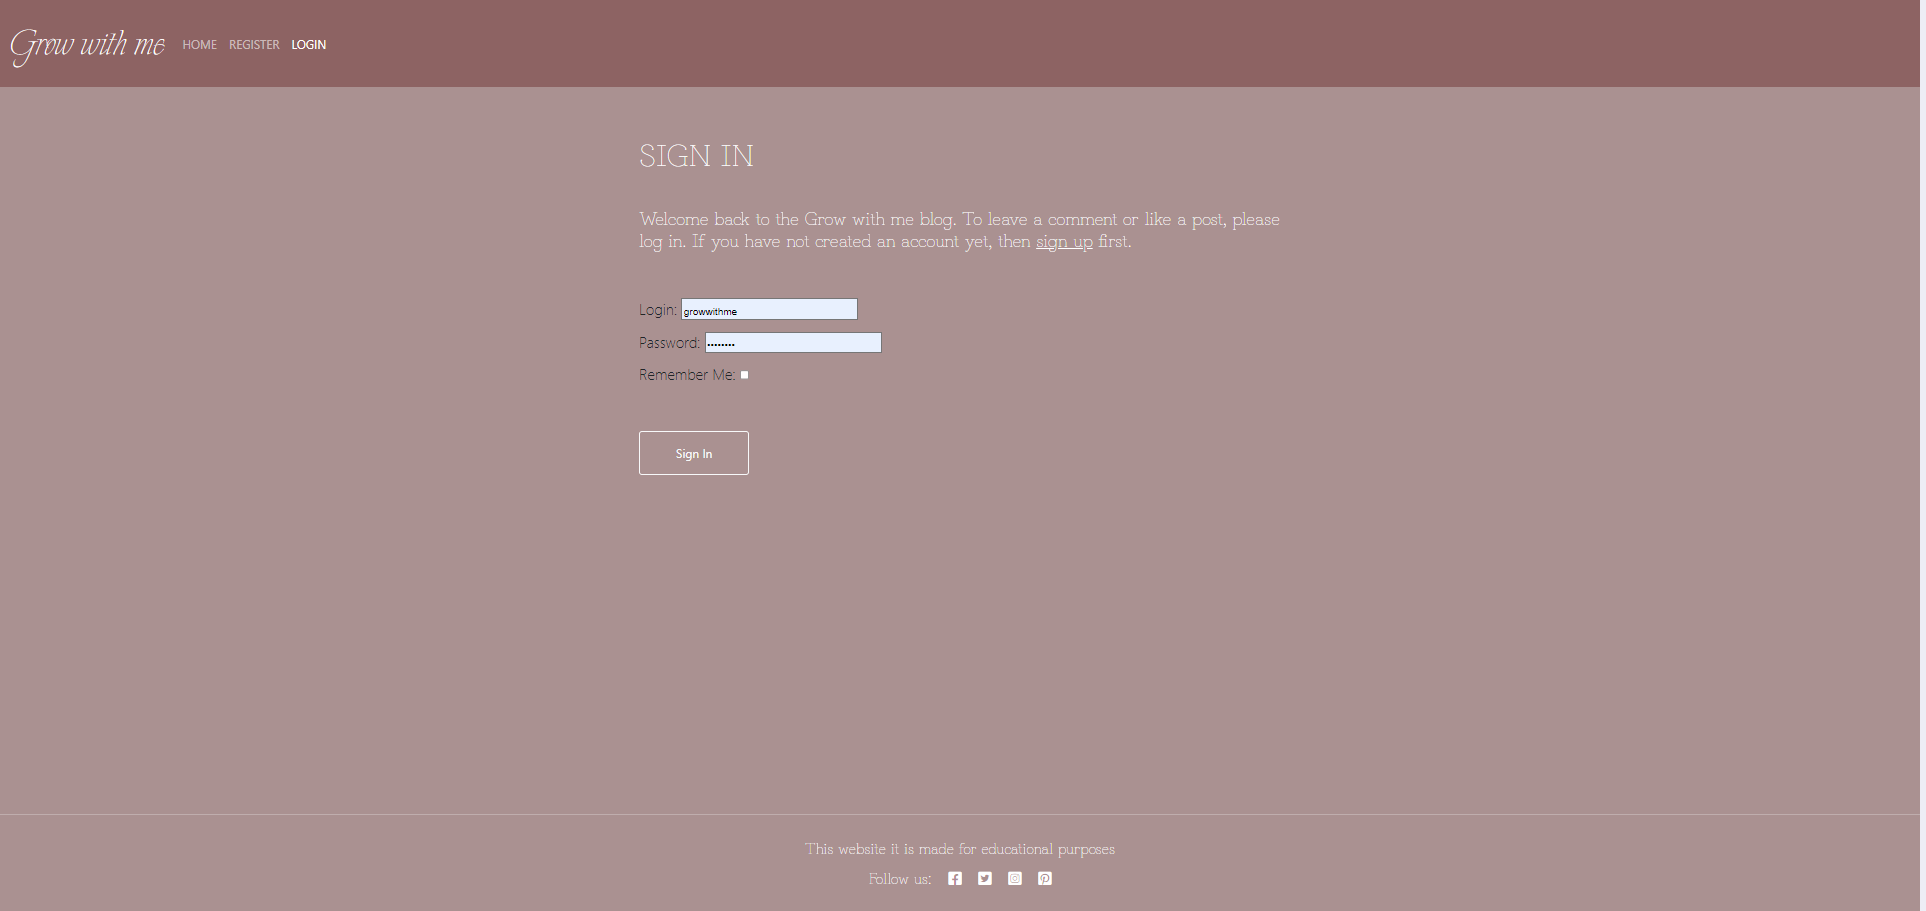 Grow with me HOME REGISTER LOGIN
SIGN IN
Welcome back to the Grow with me blog. To leave a comment or like a post, please
log in. If you have not created an account yet, then sign up first.
Login: growwithme
Password: ........
Remember Me:
Sign In
This website it is made for educational purposes
Follow us: